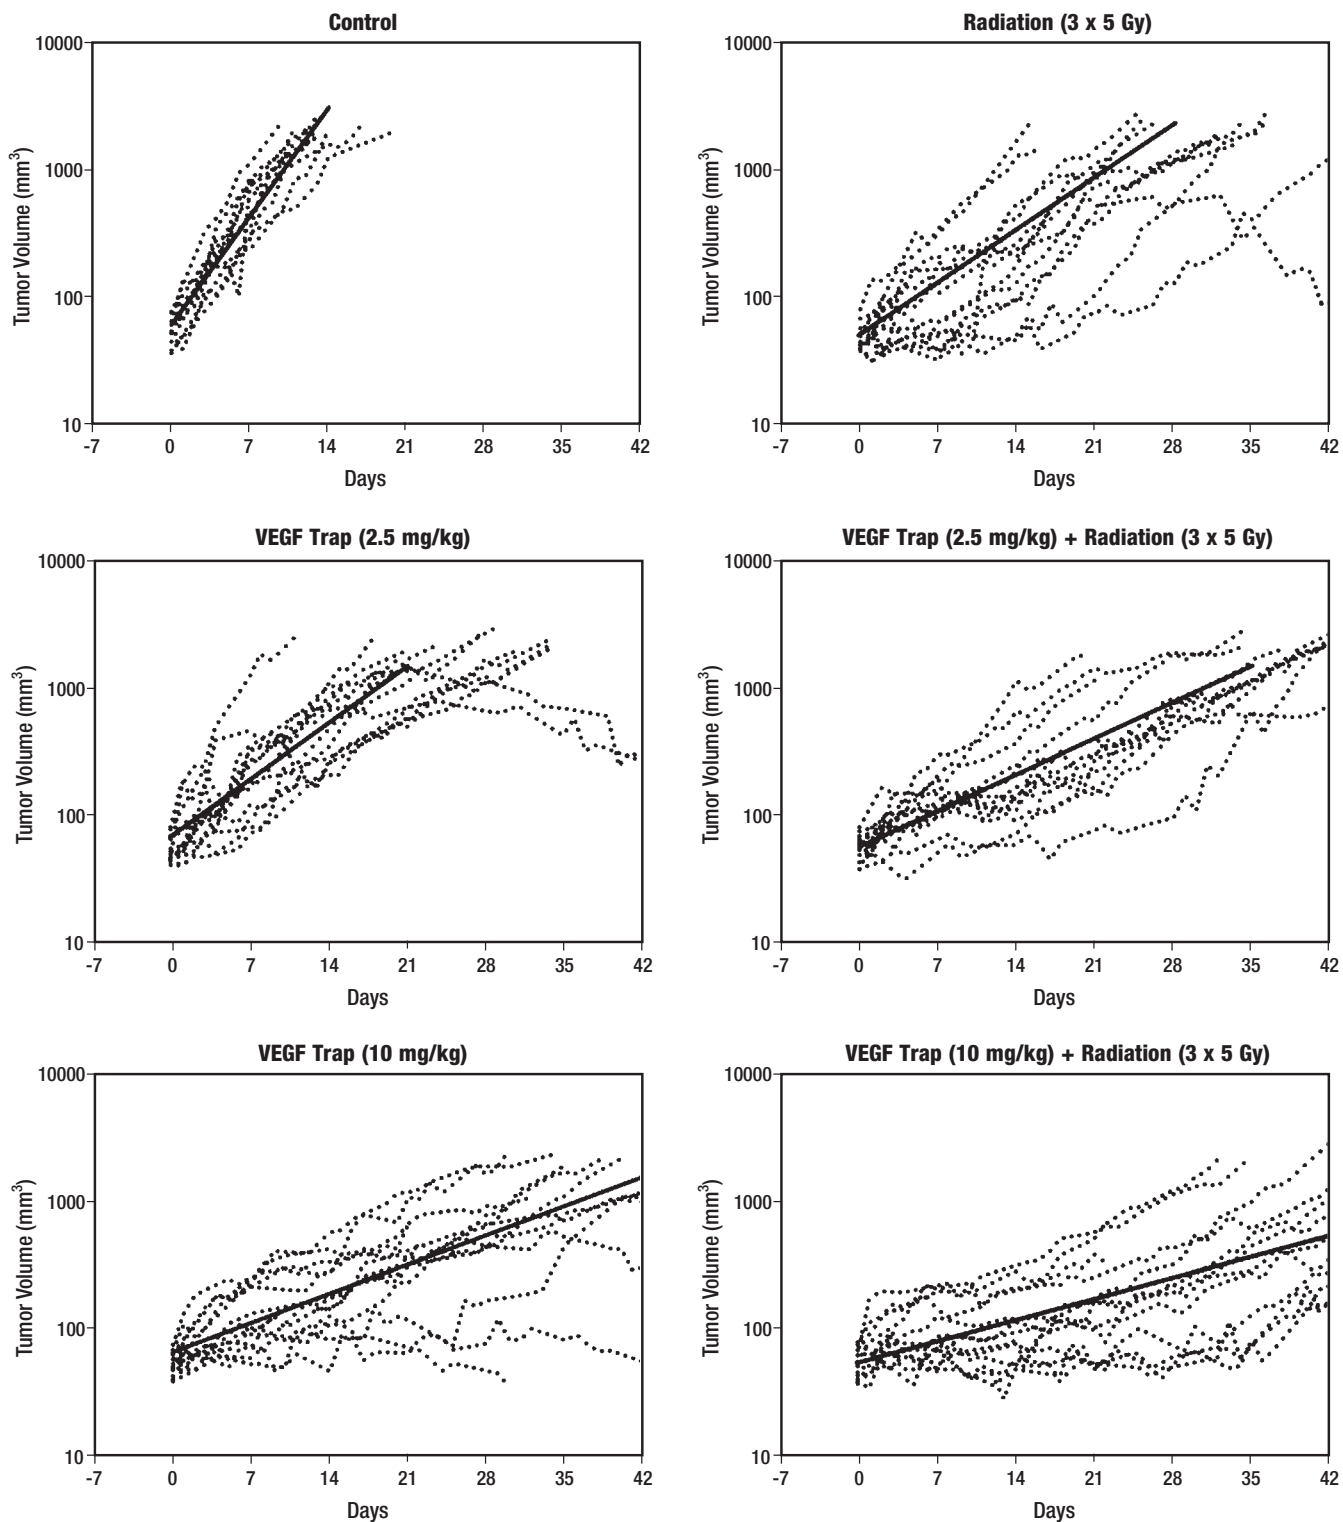 Control
Radiation (3 x 5 Gy)
10000
1000
100
10
Tumor Volume (mm³)
-7 0 7 14 21 28 35 42
Days
10000
1000
100
10
Tumor Volume (mm³)
-7 0 7 14 21 28 35 42
Days
VEGF Trap (2.5 mg/kg)
VEGF Trap (2.5 mg/kg) + Radiation (3 x 5 Gy)
10000
1000
100
10
Tumor Volume (mm³)
-7 0 7 14 21 28 35 42
Days
10000
1000
100
10
Tumor Volume (mm³)
-7 0 7 14 21 28 35 42
Days
VEGF Trap (10 mg/kg)
VEGF Trap (10 mg/kg) + Radiation (3 x 5 Gy)
10000
1000
100
10
Tumor Volume (mm³)
-7 0 7 14 21 28 35 42
Days
10000
1000
100
10
Tumor Volume (mm³)
-7 0 7 14 21 28 35 42
Days